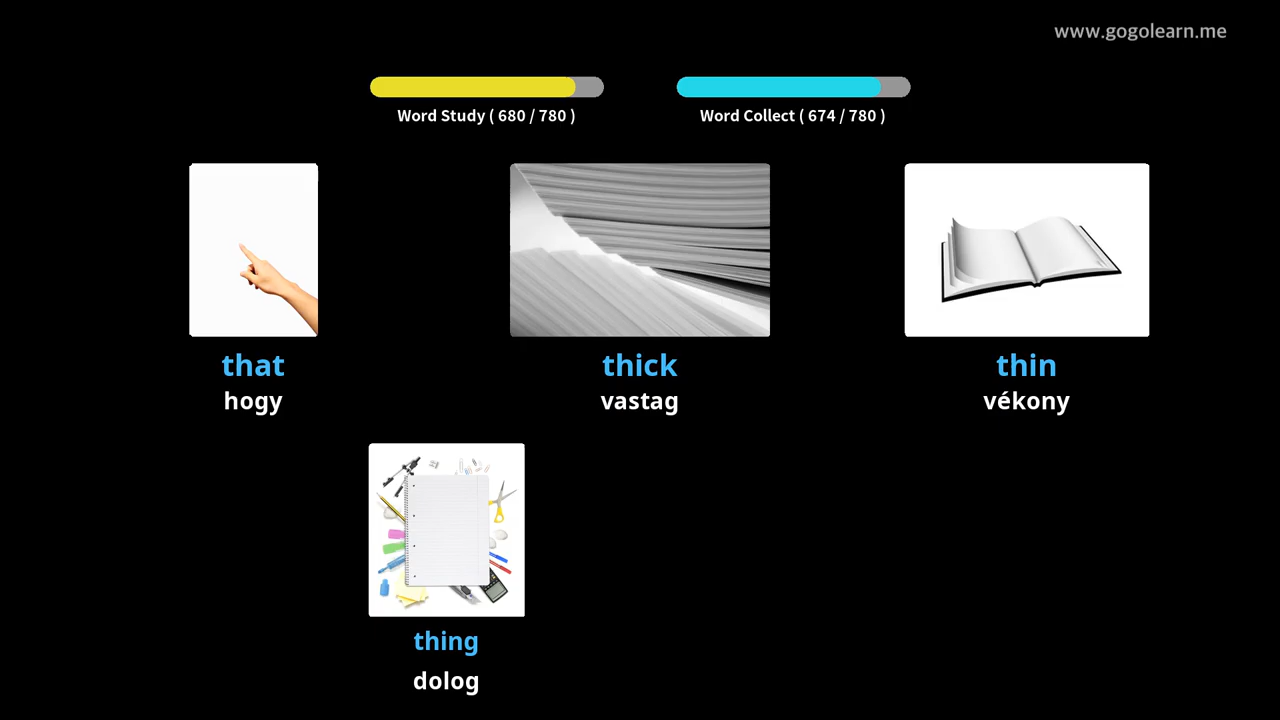 www.gogolearn.me
Word Study ( 680 / 780 )
Word Collect ( 674 / 780 )
that
hogy
thick
vastag
thin
vékony
thing
dolog